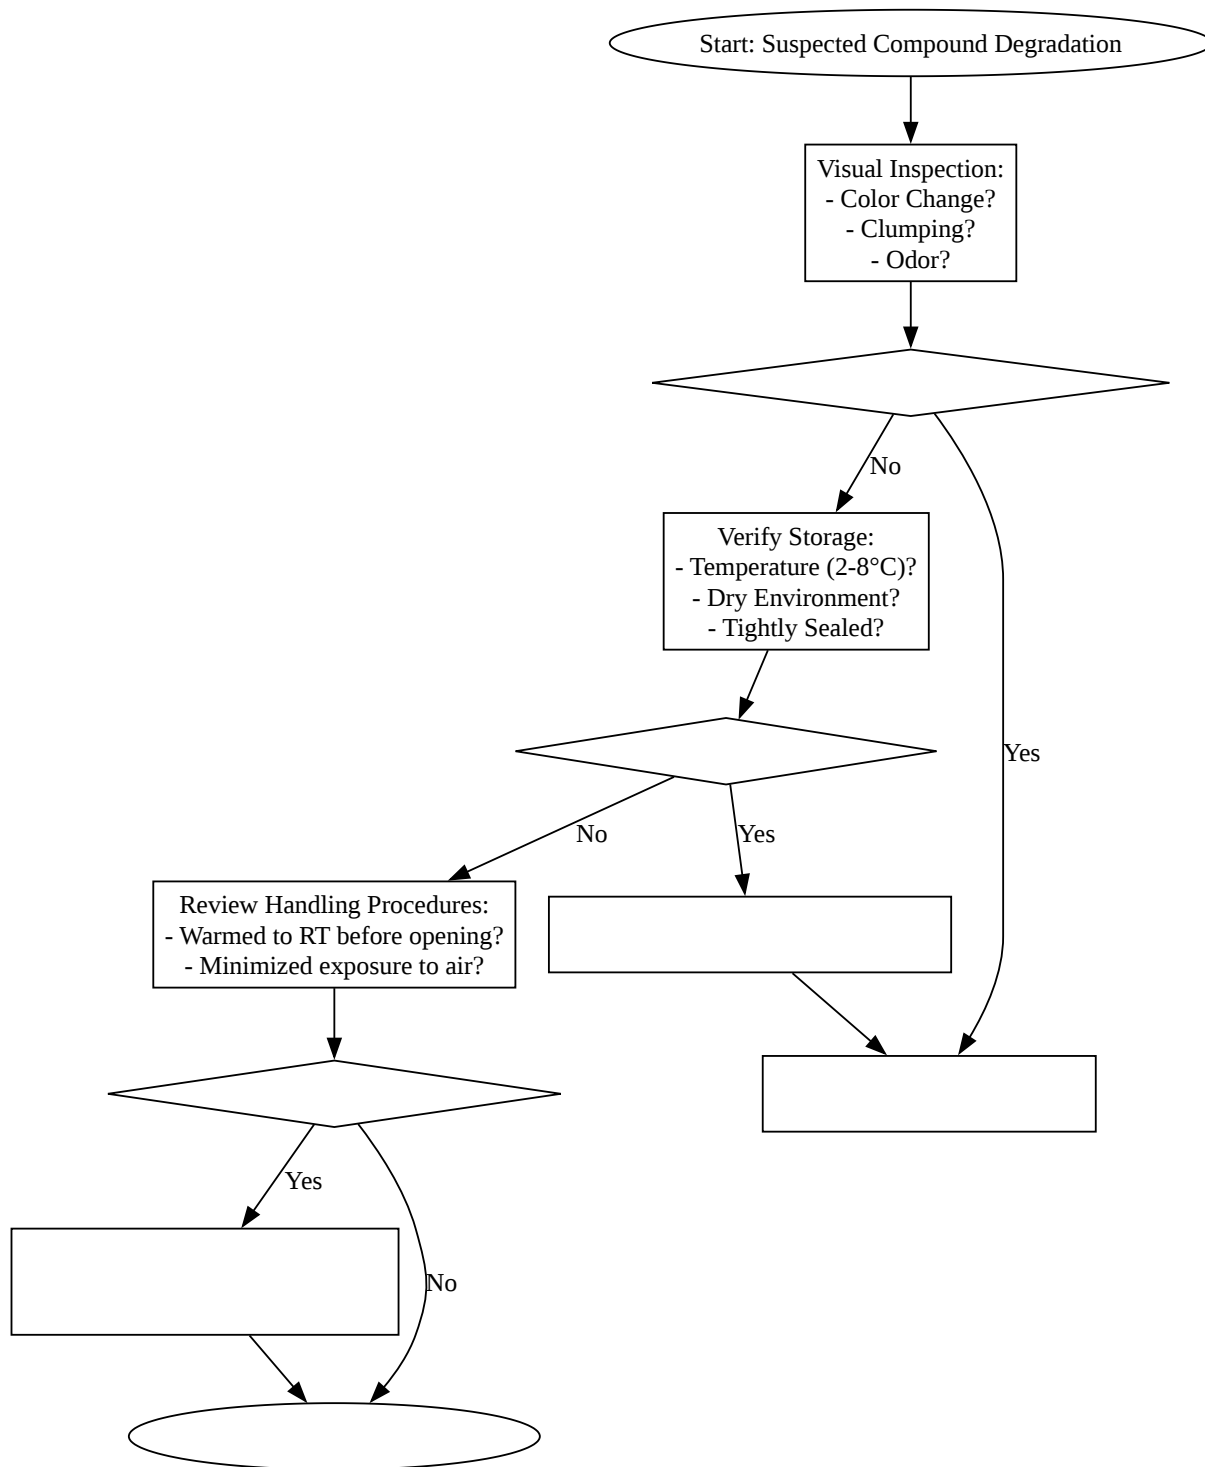 Start: Suspected Compound Degradation
Visual Inspection:
- Color Change?
- Clumping?
- Odor?
No
Verify Storage:
- Temperature (2-8°C)?
- Dry Environment?
- Tightly Sealed?
Yes
No
Yes
Review Handling Procedures:
- Warmed to RT before opening?
- Minimized exposure to air?
Yes
No